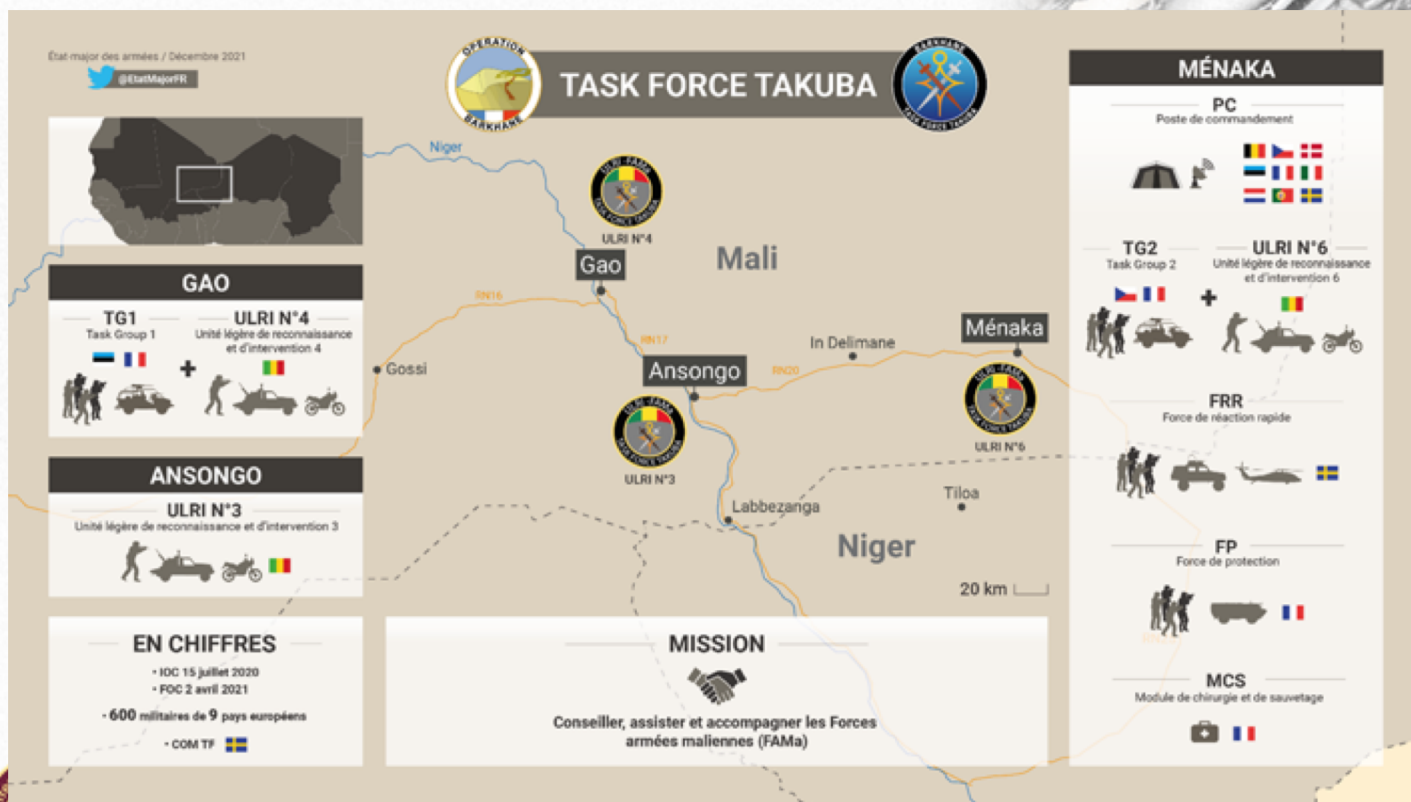 État-major des armées / Décembre 2021
@EtatMajorFR
OPERATION
BARKHANE
TASK FORCE TAKUBA
BARKHANE
TASK FORCE TAKUBA
GAO
TG1
Task Group 1
ULRI N°4
Unité légère de reconnaissance
et d'intervention 4
ANSONGO
ULRI N°3
Unité légère de reconnaissance et d'intervention 3
EN CHIFFRES
• IOC 15 juillet 2020
• FOC 2 avril 2021
• 600 militaires de 9 pays européens
• COM TF
Niger
ULRI - FAMa
TASK FORCE TAKUBA
ULRI N°4
Gao
Mali
RN16
RN17
Gossi
Ansongo
In Delimane
RN20
Ménaka
ULRI - FAMa
TASK FORCE TAKUBA
ULRI N°3
ULRI - FAMa
TASK FORCE TAKUBA
ULRI N°6
Labbezanga
Tiloa
Niger
20 km
MISSION
Conseiller, assister et accompagner les Forces
armées maliennes (FAMa)
MÉNAKA
PC
Poste de commandement
TG2
Task Group 2
ULRI N°6
Unité légère de reconnaissance
et d'intervention 6
FRR
Force de réaction rapide
FP
Force de protection
MCS
Module de chirurgie et de sauvetage